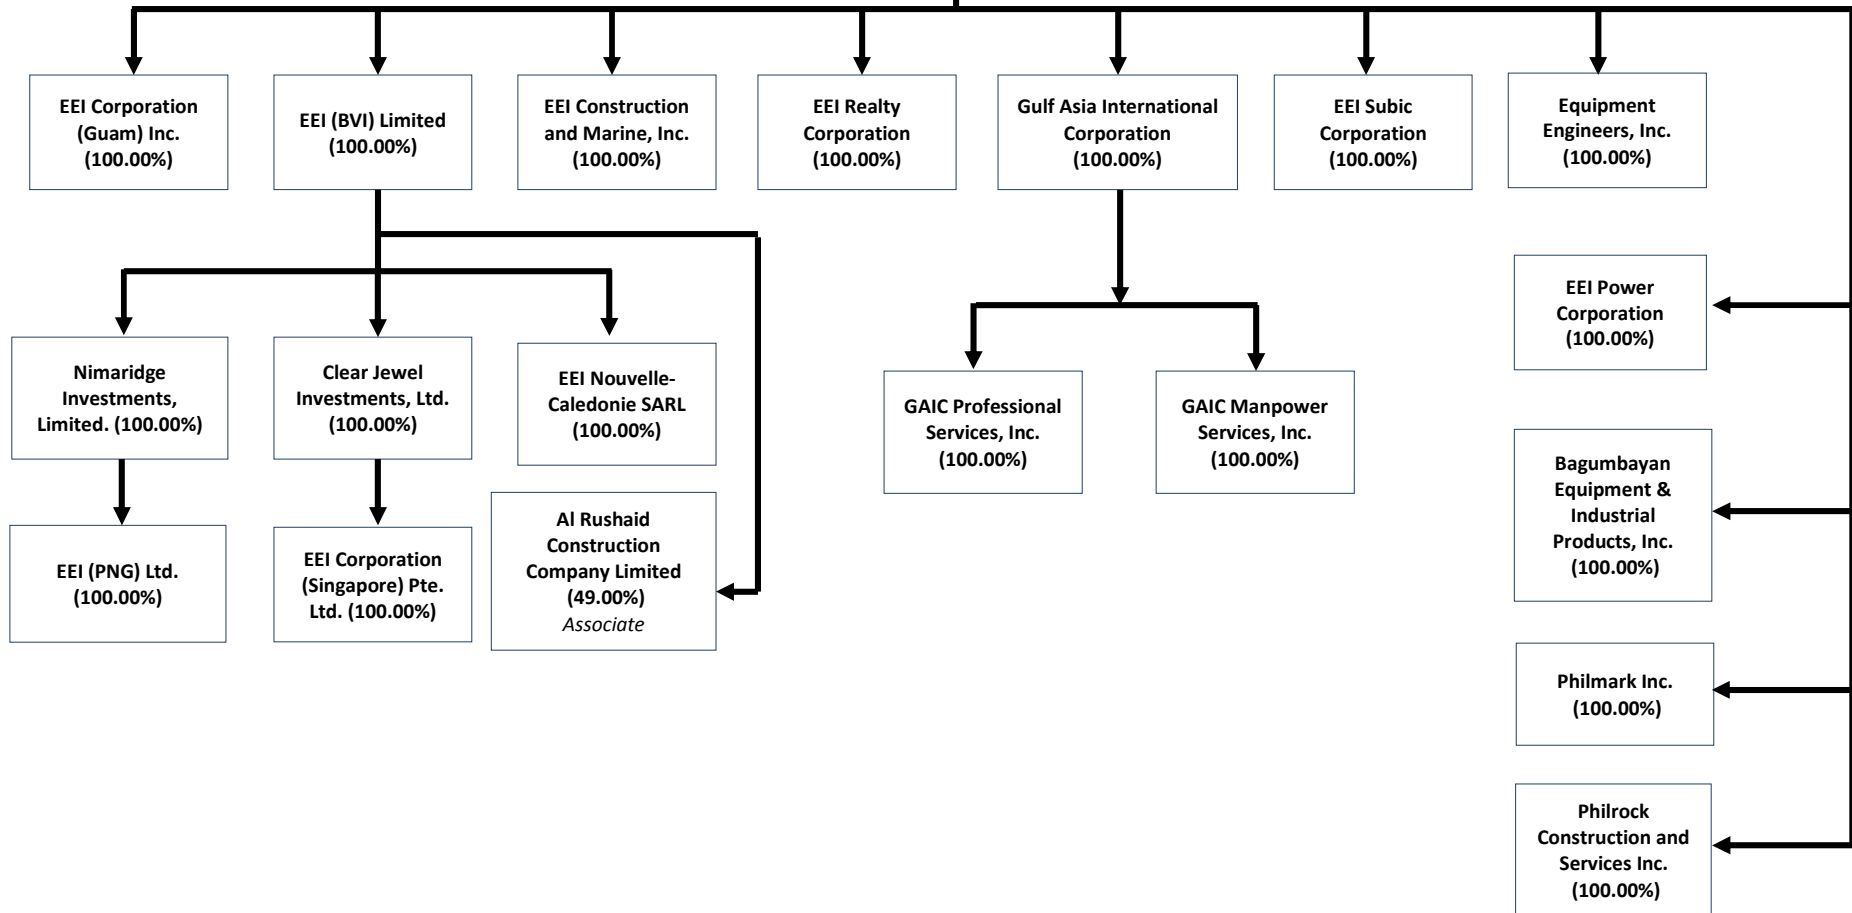 EEI Corporation
(Guam) Inc.
(100.00%)
EEI (BVI) Limited
(100.00%)
EEI Construction
and Marine, Inc.
(100.00%)
EEI Realty
Corporation
(100.00%)
Gulf Asia International
Corporation
(100.00%)
EEI Subic
Corporation
(100.00%)
Equipment
Engineers, Inc.
(100.00%)
EEI Power
Corporation
(100.00%)
Nimaridge
Investments,
Limited. (100.00%)
Clear Jewel
Investments, Ltd.
(100.00%)
EEI Nouvelle-
Caledonie SARL
(100.00%)
GAIC Professional
Services, Inc.
(100.00%)
GAIC Manpower
Services, Inc.
(100.00%)
Bagumbayan
Equipment &
Industrial
Products, Inc.
(100.00%)
EEI (PNG) Ltd.
(100.00%)
EEI Corporation
(Singapore) Pte.
Ltd. (100.00%)
Al Rushaid
Construction
Company Limited
(49.00%)
Associate
Philmark Inc.
(100.00%)
Philrock
Construction and
Services Inc.
(100.00%)